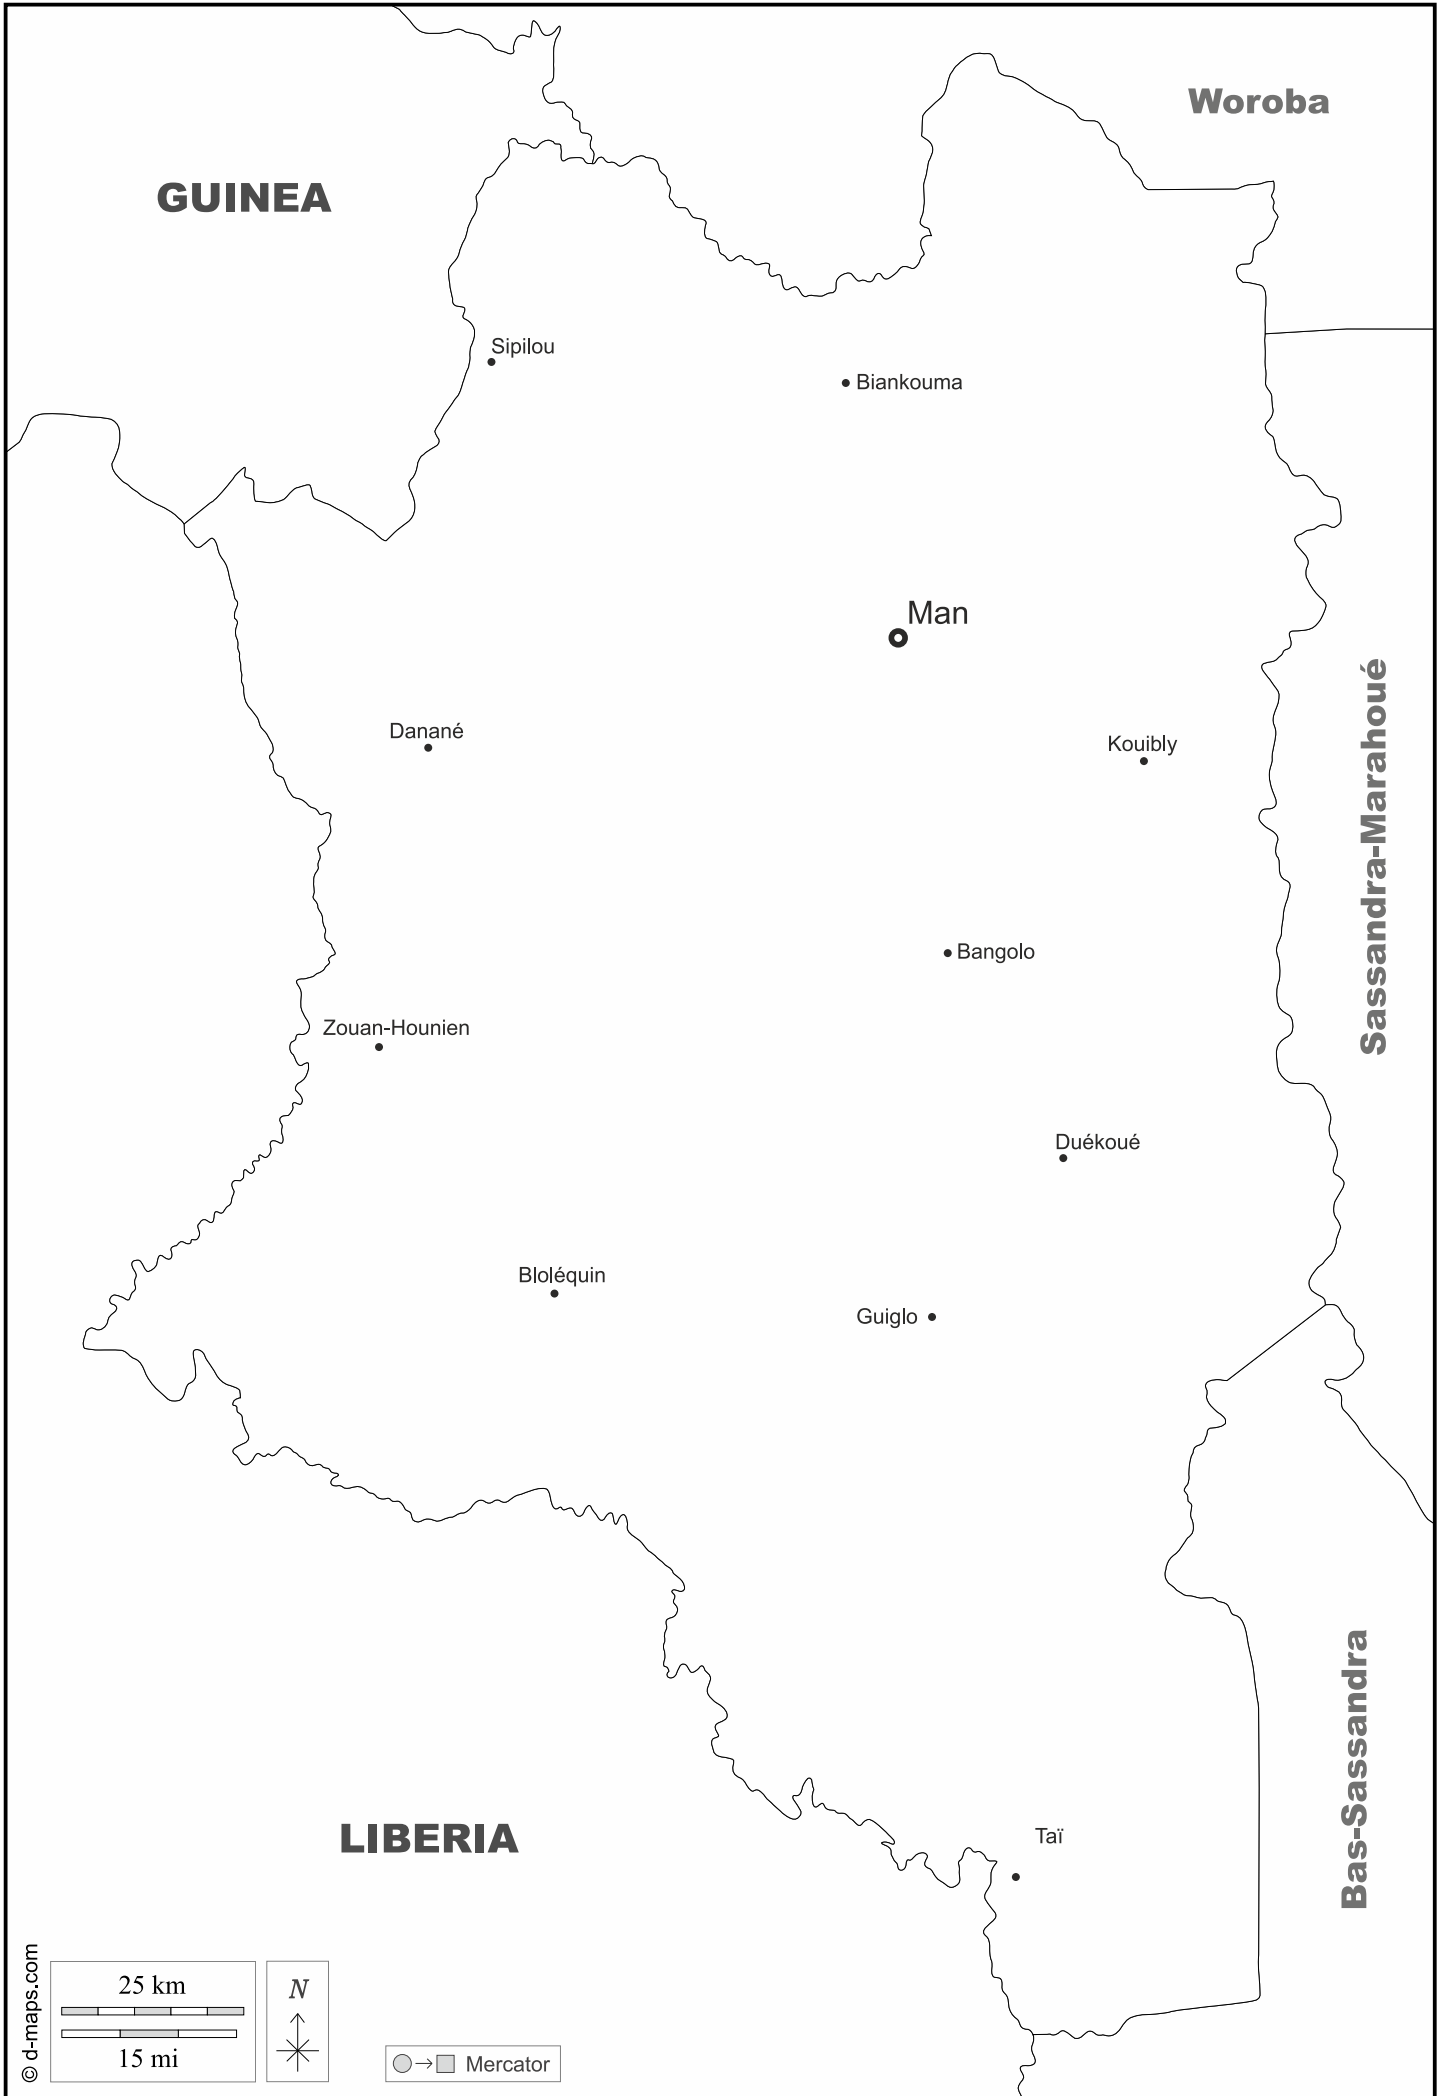 Woroba
GUINEA
Sipilou
Biankouma
Man
Danané
Kouibly
Sassandra-Marahoué
Bangolo
Zouan-Hounien
Duékoué
Bloléquin
Guiglo
Bas-Sassandra
LIBERIA
Taï
© d-maps.com
25 km
15 mi
N
Mercator